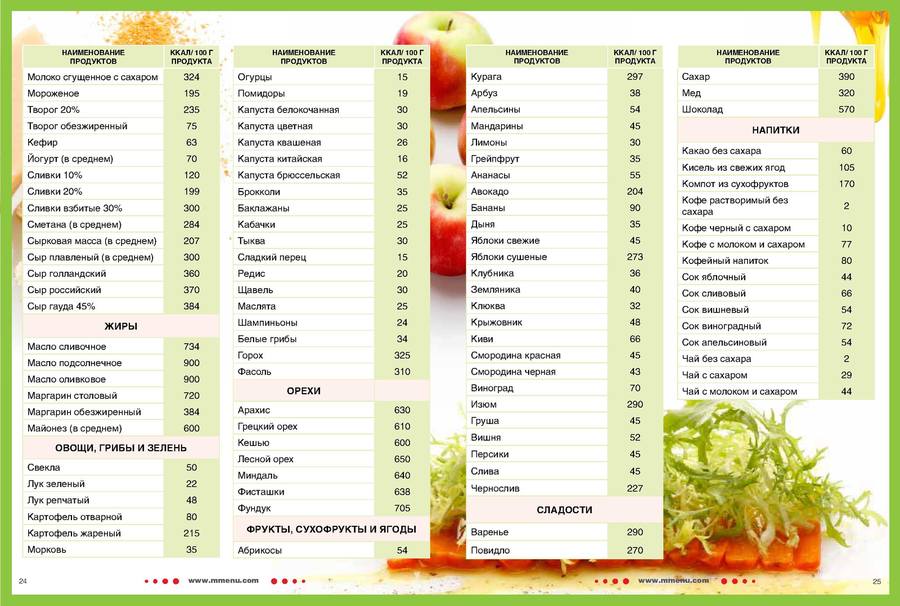 НАИМЕНОВАНИЕ ПРОДУКТОВ ККАЛ/ 100 Г ПРОДУКТА
Молоко сгущенное с сахаром 324
Мороженое 195
Творог 20% 235
Творог обезжиренный 75
Кефир 63
Йогурт (в среднем) 70
Сливки 10% 120
Сливки 20% 199
Сливки взбитые 30% 300
Сметана (в среднем) 284
Сырковая масса (в среднем) 207
Сыр плавленый (в среднем) 300
Сыр голландский 360
Сыр российский 370
Сыр гауда 45% 384
ЖИРЫ
Масло сливочное 734
Масло подсолнечное 900
Масло оливковое 900
Маргарин столовый 720
Маргарин обезжиренный 384
Майонез (в среднем) 600
ОВОЩИ, ГРИБЫ И ЗЕЛЕНЬ
Свекла 50
Лук зеленый 22
Лук репчатый 48
Картофель отварной 80
Картофель жареный 215
Морковь 35
НАИМЕНОВАНИЕ ПРОДУКТОВ ККАЛ/ 100 Г ПРОДУКТА
Огурцы 15
Помидоры 19
Капуста белокочанная 30
Капуста цветная 30
Капуста квашеная 26
Капуста китайская 16
Капуста брюссельская 52
Брокколи 35
Баклажаны 25
Кабачки 25
Тыква 30
Сладкий перец 15
Редис 20
Щавель 30
Маслята 25
Шампиньоны 24
Белые грибы 34
Горох 325
Фасоль 310
ОРЕХИ
Арахис 630
Грецкий орех 610
Кешью 600
Лесной орех 650
Миндаль 640
Фисташки 638
Фундук 705
ФРУКТЫ, СУХОФРУКТЫ И ЯГОДЫ
Абрикосы 54
НАИМЕНОВАНИЕ ПРОДУКТОВ ККАЛ/ 100 Г ПРОДУКТА
Курага 297
Арбуз 38
Апельсины 54
Мандарины 45
Лимоны 30
Грейпфрут 35
Ананасы 55
Авокадо 204
Бананы 90
Дыня 35
Яблоки свежие 45
Яблоки сушеные 273
Клубника 36
Земляника 40
Клюква 32
Крыжовник 48
Киви 66
Смородина красная 45
Смородина черная 43
Виноград 70
Изюм 290
Груша 45
Вишня 52
Персики 45
Слива 45
Чернослив 227
СЛАДОСТИ
Варенье 290
Повидло 270
НАИМЕНОВАНИЕ ПРОДУКТОВ ККАЛ/ 100 Г ПРОДУКТА
Сахар 390
Мед 320
Шоколад 570
НАПИТКИ
Какао без сахара 60
Кисель из свежих ягод 105
Компот из сухофруктов 170
Кофе растворимый без
сахара 2
Кофе черный с сахаром 10
Кофе с молоком и сахаром 77
Кофейный напиток 80
Сок яблочный 44
Сок сливовый 66
Сок вишневый 54
Сок виноградный 72
Сок апельсиновый 54
Чай без сахара 2
Чай с сахаром 29
Чай с молоком и сахаром 44
24 www.mmenu.com
www.mmenu.com 25